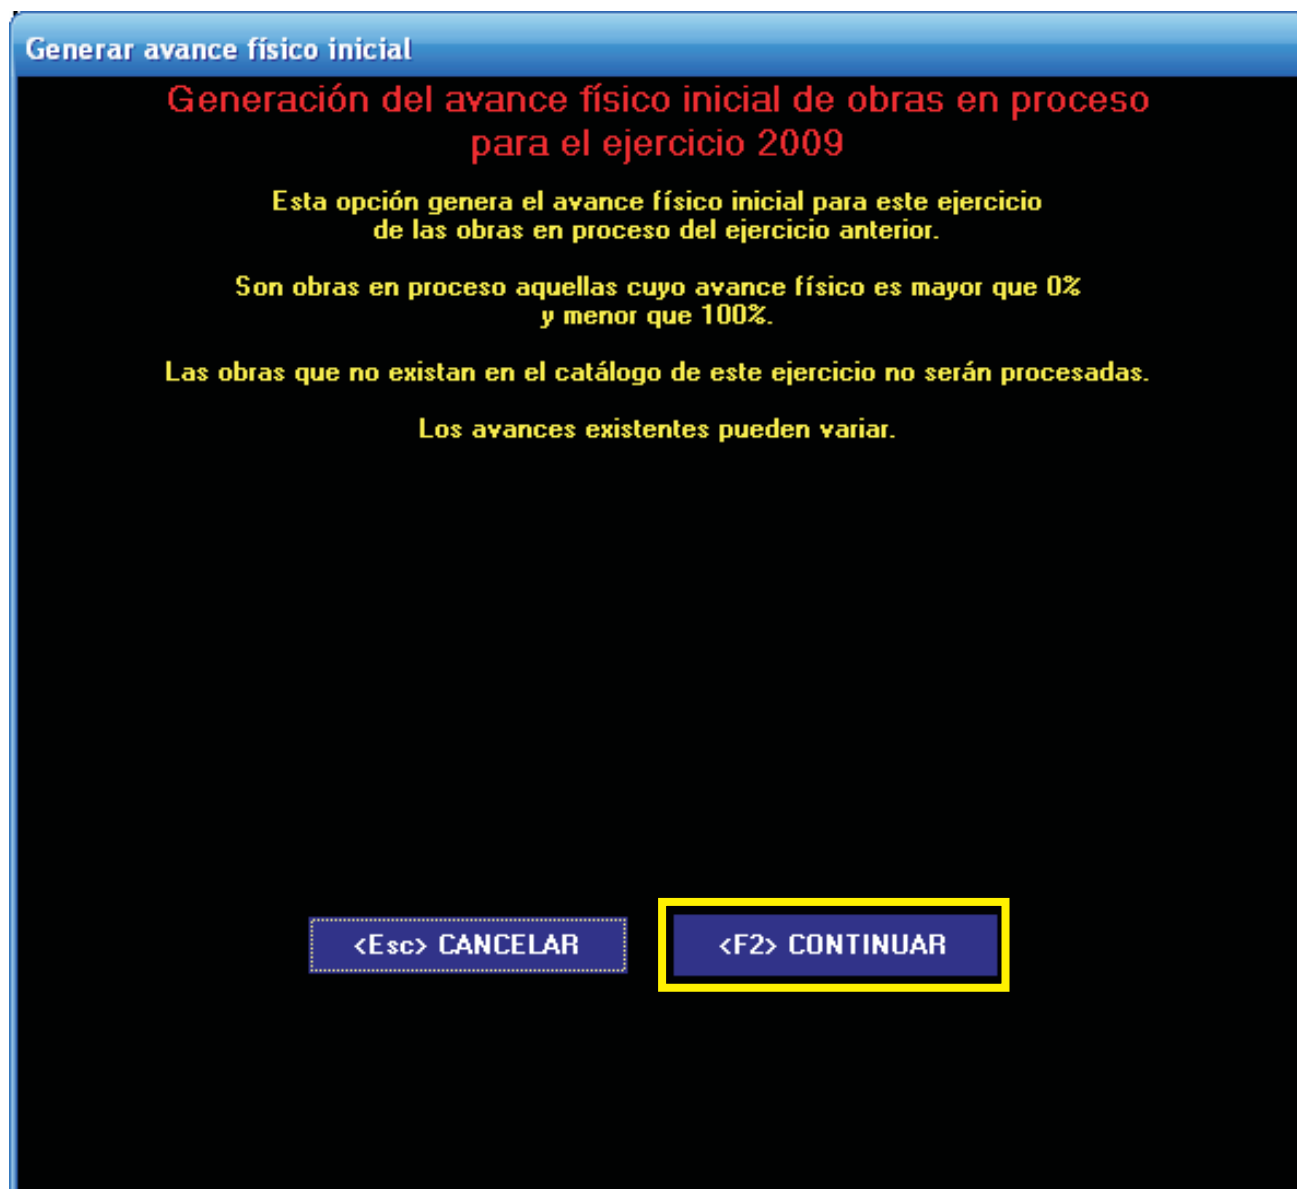 Generar avance físico inicial
Generación del avance físico inicial de obras en proceso
para el ejercicio 2009
Esta opción genera el avance físico inicial para este ejercicio
de las obras en proceso del ejercicio anterior.
Son obras en proceso aquellas cuyo avance físico es mayor que 0%
y menor que 100%.
Las obras que no existan en el catálogo de este ejercicio no serán procesadas.
Los avances existentes pueden variar.
<Esc> CANCELAR
<F2> CONTINUAR